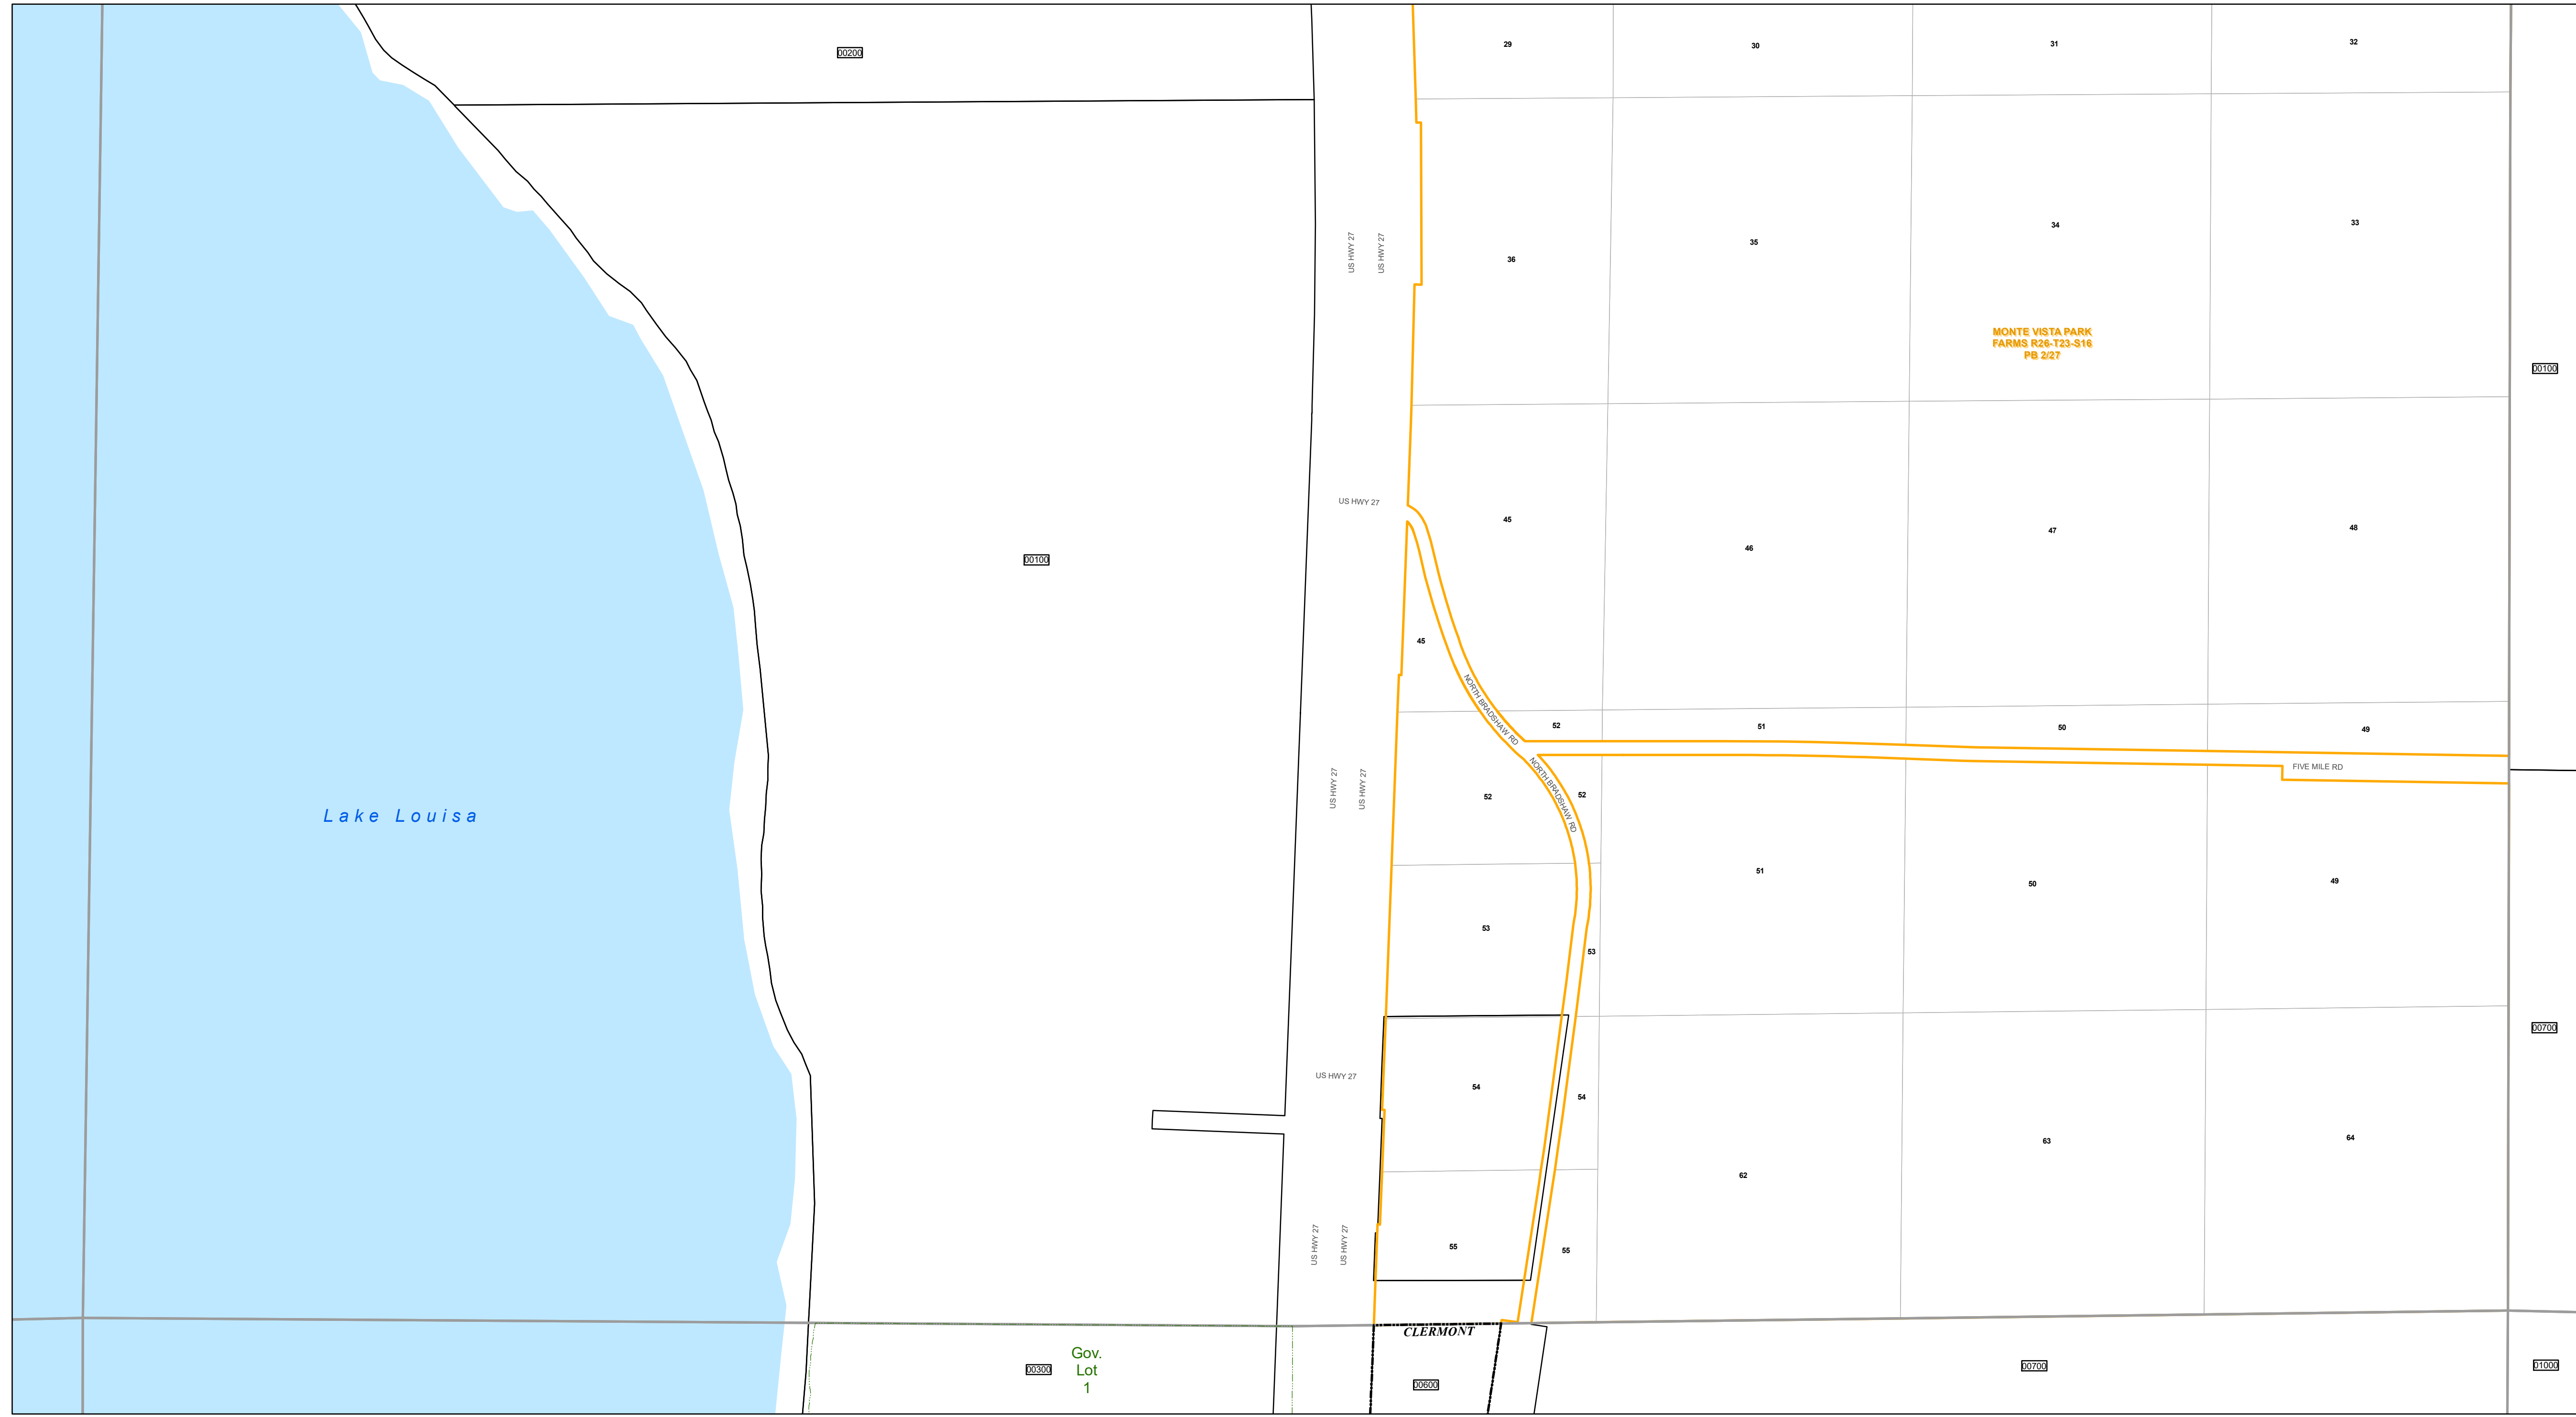 00200
29
30
31
32
US HWY 27
US HWY 27
36
35
34
33
MONTE VISTA PARK
FARMS R26-T23-S16
PB 2/27
00100
US HWY 27
45
46
47
48
00100
45
NORTH BRADSHAW RD
52
51
50
49
US HWY 27
US HWY 27
FIVE MILE RD
52
NORTH BRADSHAW RD
52
Lake Louisa
51
50
49
53
53
00700
US HWY 27
54
54
62
63
64
US HWY 27
US HWY 27
55
55
CLERMONT
Gov.
Lot
1
00300
00600
00700
01000